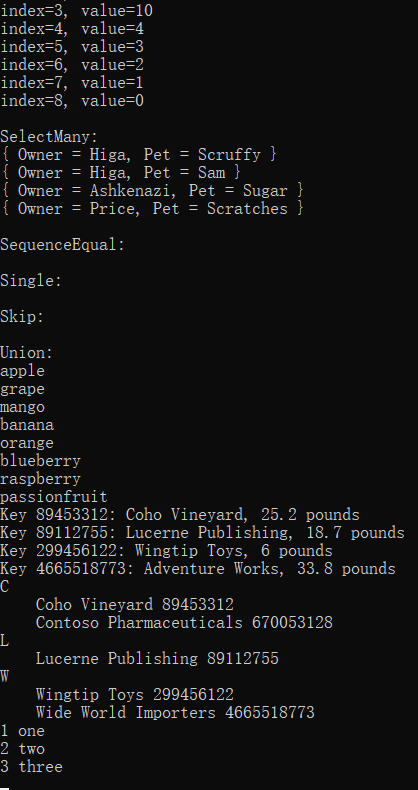 index=3, value=10
index=4, value=4
index=5, value=3
index=6, value=2
index=7, value=1
index=8, value=0

SelectMany:
{ Owner = Higa, Pet = Scruffy }
{ Owner = Higa, Pet = Sam }
{ Owner = Ashkenazi, Pet = Sugar }
{ Owner = Price, Pet = Scratches }

SequenceEqual:

Single:

Skip:

Union:
apple
grape
mango
banana
orange
blueberry
raspberry
passionfruit
Key 89453312: Coho Vineyard, 25.2 pounds
Key 89112755: Lucerne Publishing, 18.7 pounds
Key 299456122: Wingtip Toys, 6 pounds
Key 4665518773: Adventure Works, 33.8 pounds
C
    Coho Vineyard 89453312
    Contoso Pharmaceuticals 670053128
L
    Lucerne Publishing 89112755
W
    Wingtip Toys 299456122
    Wide World Importers 4665518773
1 one
2 two
3 three